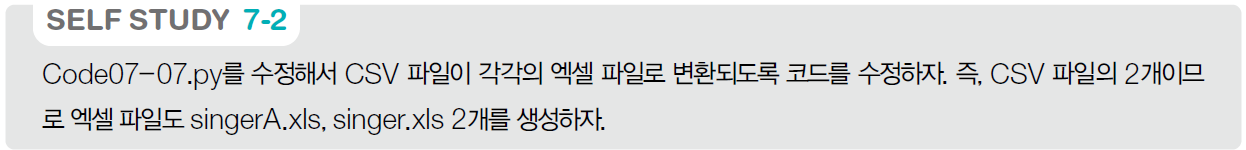 SELF STUDY 7-2
Code07-07.py를 수정해서 CSV 파일이 각각의 엑셀 파일로 변환되도록 코드를 수정하자. 즉, CSV 파일의 2개이므
로 엑셀 파일도 singerA.xls, singer.xls 2개를 생성하자.